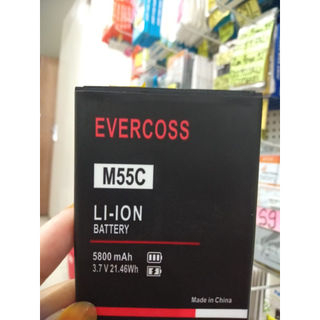 EVERCOSS
M55C
LI-ION
BATTERY
5800 mAh
3.7 V 21.46Wh
Made in China